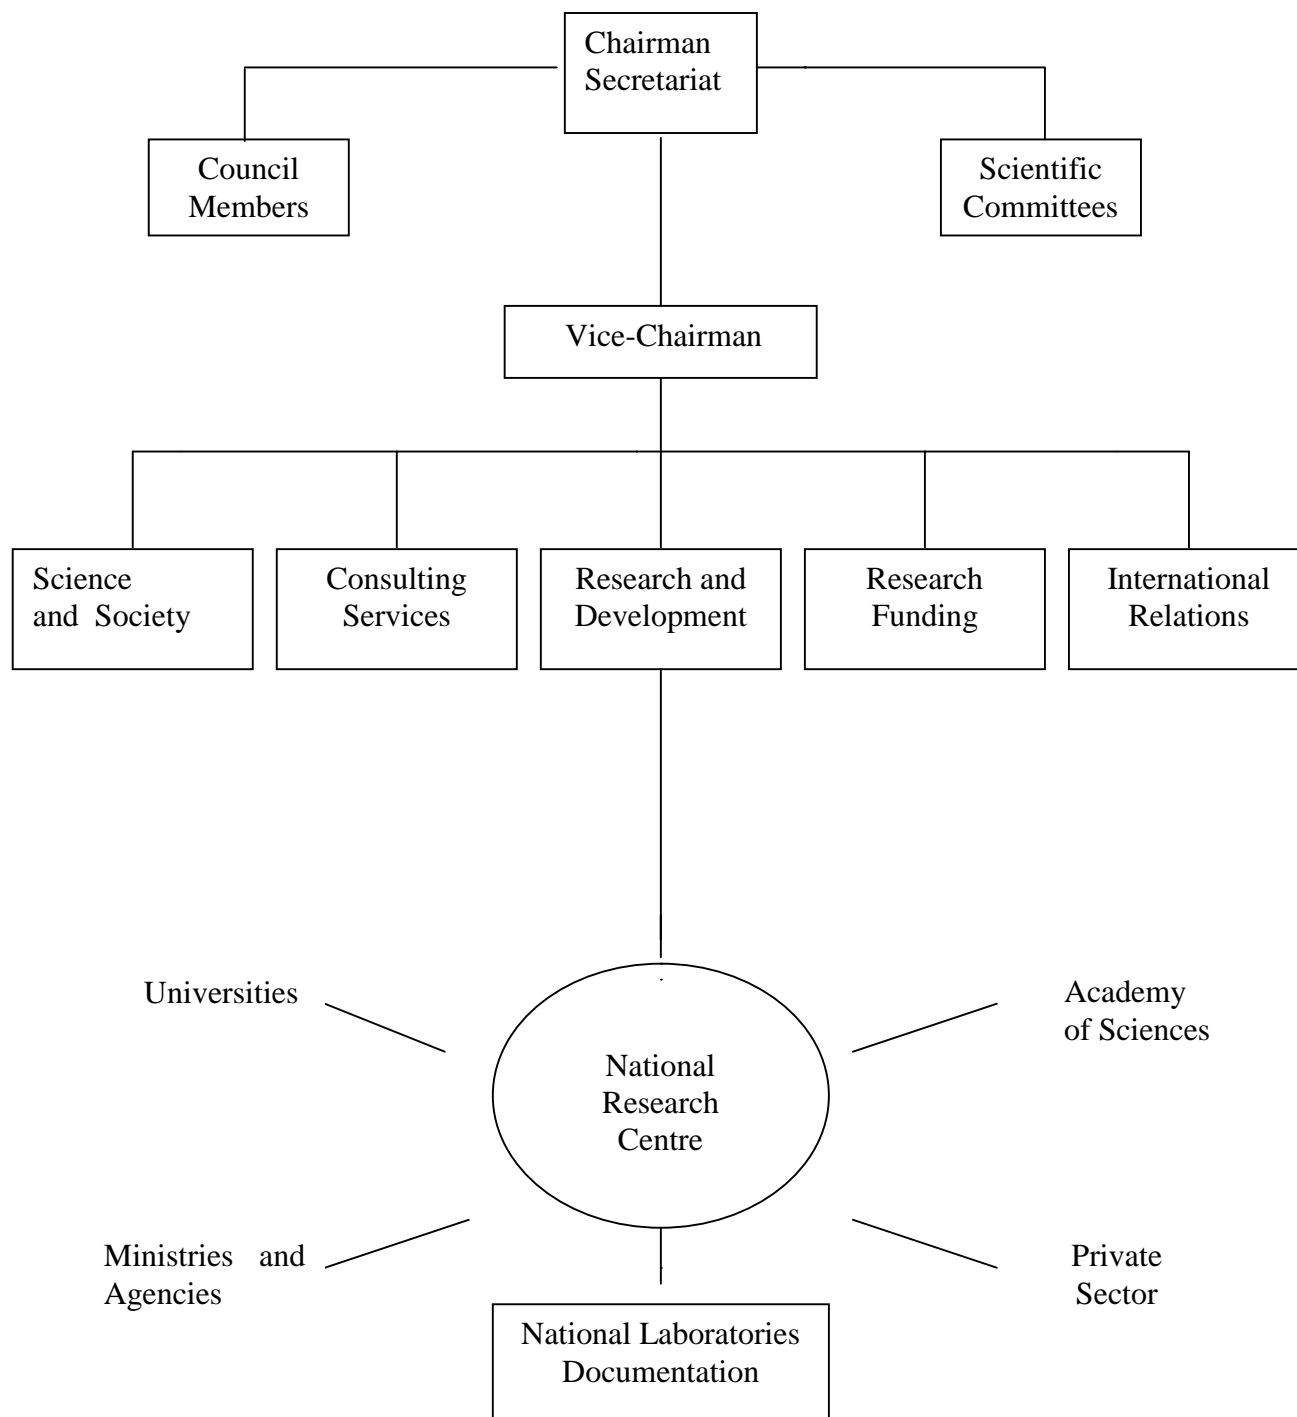 Chairman
Secretariat
Council
Members
Scientific
Committees
Vice-Chairman
Science
and Society
Consulting
Services
Research and
Development
Research
Funding
International
Relations
Universities
Academy
of Sciences
National
Research
Centre
Ministries and
Agencies
Private
Sector
National Laboratories
Documentation